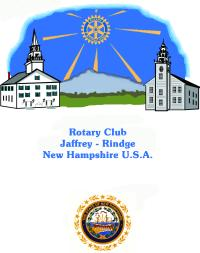 Rotary Club
Jaffrey - Rindge
New Hampshire U.S.A.